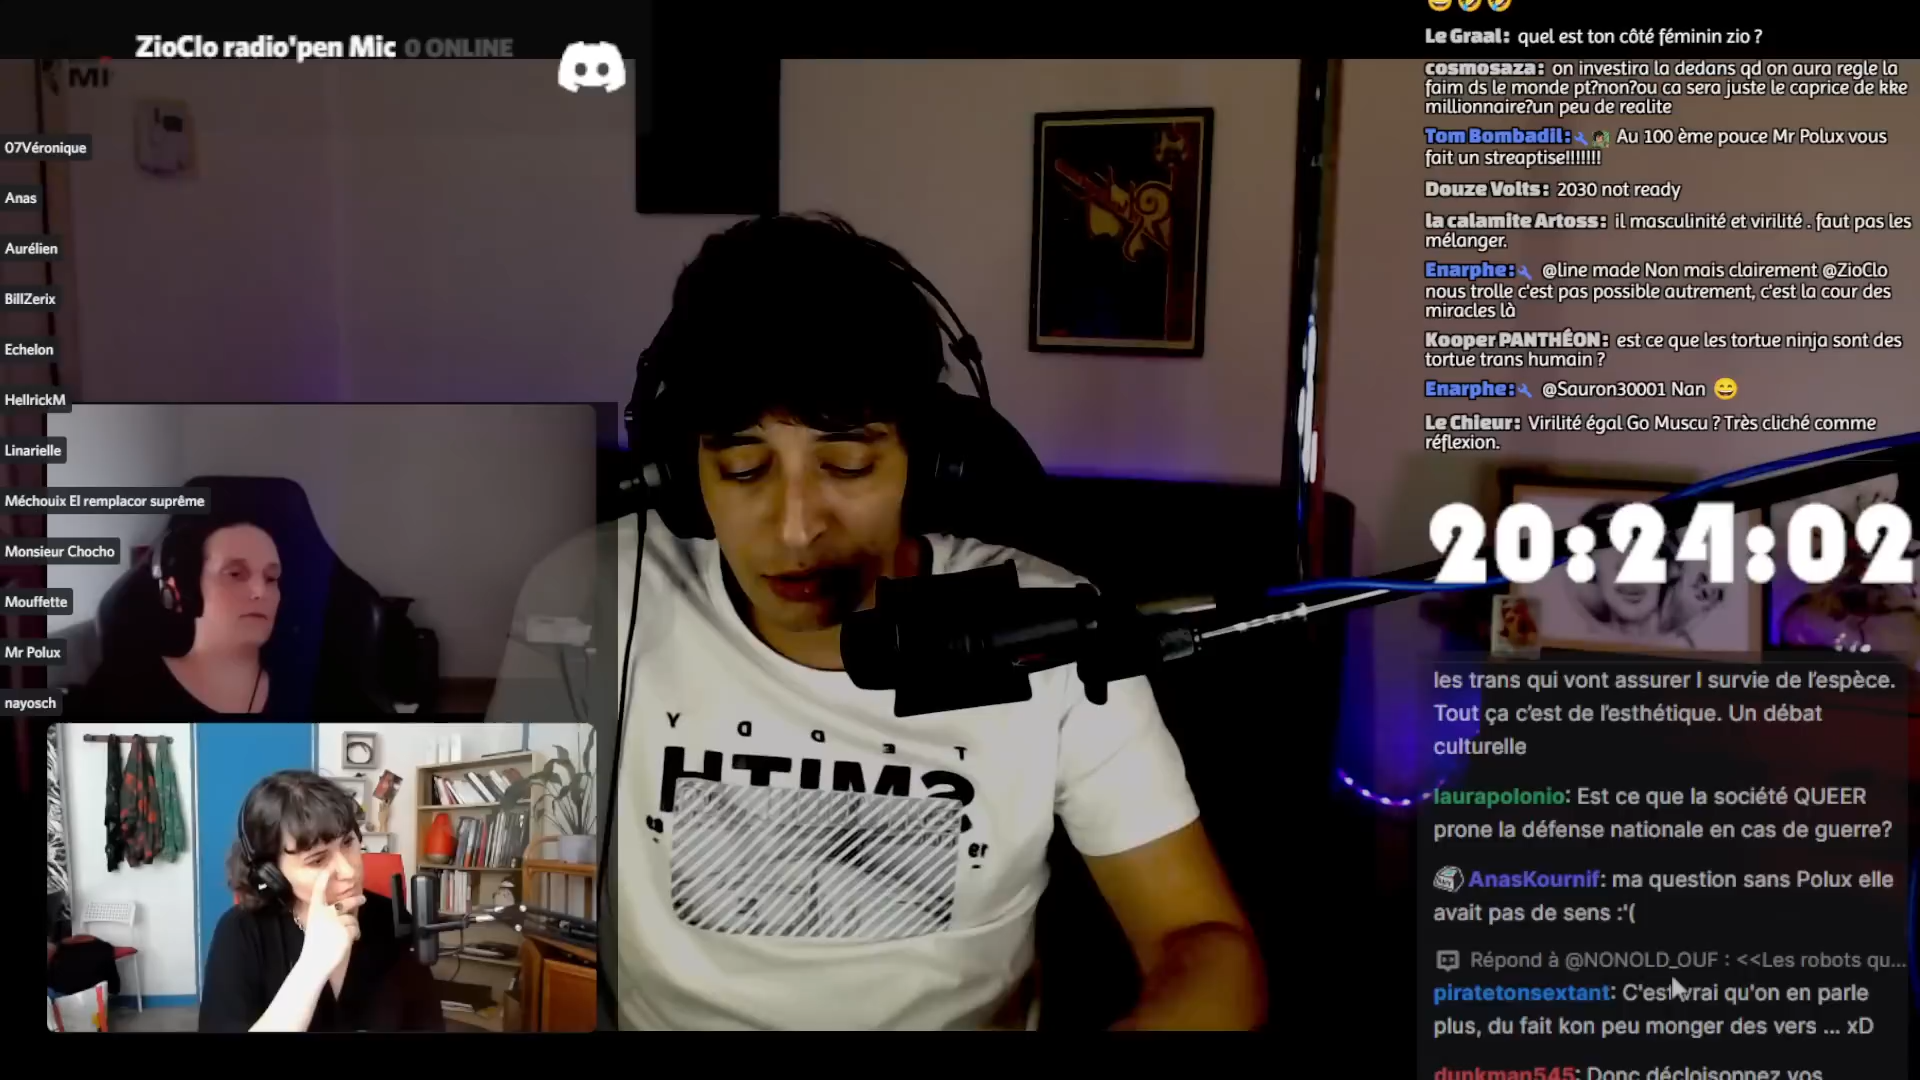 ZioClo radio'pen Mic 0 ONLINE
MI
07Véronique
Anas
Aurélien
BillZerix
Echelon
HellrickM
Linarielle
Méchouix El remplacor suprême
Monsieur Chocho
Mouffette
Mr Polux
nayosch
T e d d Y
SMITH
er
Le Graal: quel est ton côté féminin zio ?
cosmosaza: on investira la dedans qd on aura regle la
faim ds le monde pt?non?ou ca sera juste le caprice de kke
millionnaire?un peu de realite
Tom Bombadil: Au 100 ème pouce Mr Polux vous
fait un streaptise!!!!!!!
Douze Volts: 2030 not ready
la calamite Artoss: il masculinité et virilité . faut pas les
mélanger.
Enarphe: @line made Non mais clairement @ZioClo
nous trolle c'est pas possible autrement, c'est la cour des
miracles là
Kooper PANTHÉON: est ce que les tortue ninja sont des
tortue trans humain ?
Enarphe: @Sauron30001 Nan 😄
Le Chieur: Virilité égal Go Muscu ? Très cliché comme
réflexion.
20:24:02
les trans qui vont assurer l survie de l'espèce.
Tout ça c'est de l'esthétique. Un débat
culturelle
laurapolonio: Est ce que la société QUEER
prone la défense nationale en cas de guerre?
AnasKournif: ma question sans Polux elle
avait pas de sens :'(
Répond à @NONOLD_OUF : <<Les robots qu...
piratetonsextant: C'est vrai qu'on en parle
plus, du fait kon peu monger des vers ... xD
dunkman545: Donc décloisonnez vos